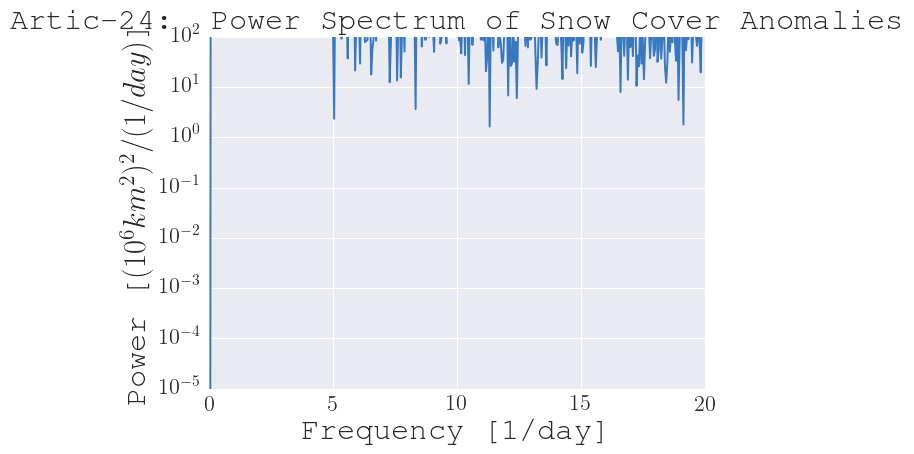 Artic-24: Power Spectrum of Snow Cover Anomalies
Power [(10^6km^2)^2/(1/day)]
10^2
10^1
10^0
10^-1
10^-2
10^-3
10^-4
10^-5
0 5 10 15 20
Frequency [1/day]